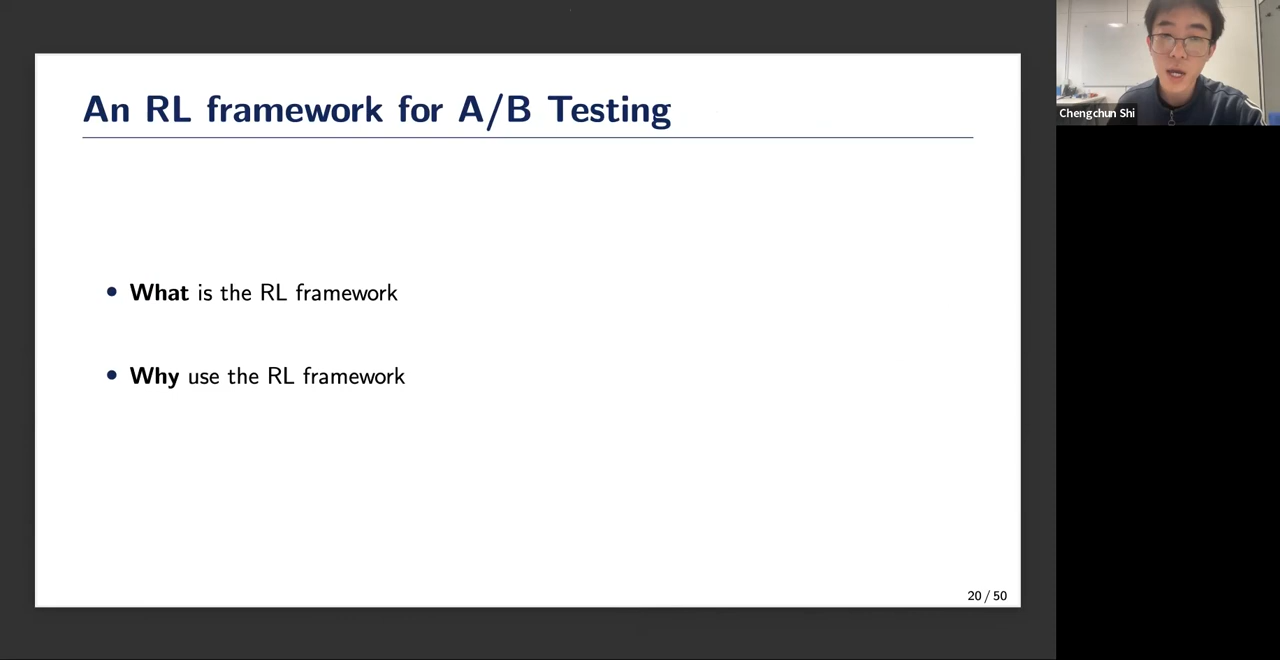 An RL framework for A/B Testing
• What is the RL framework
• Why use the RL framework
20 / 50
Chengchun Shi